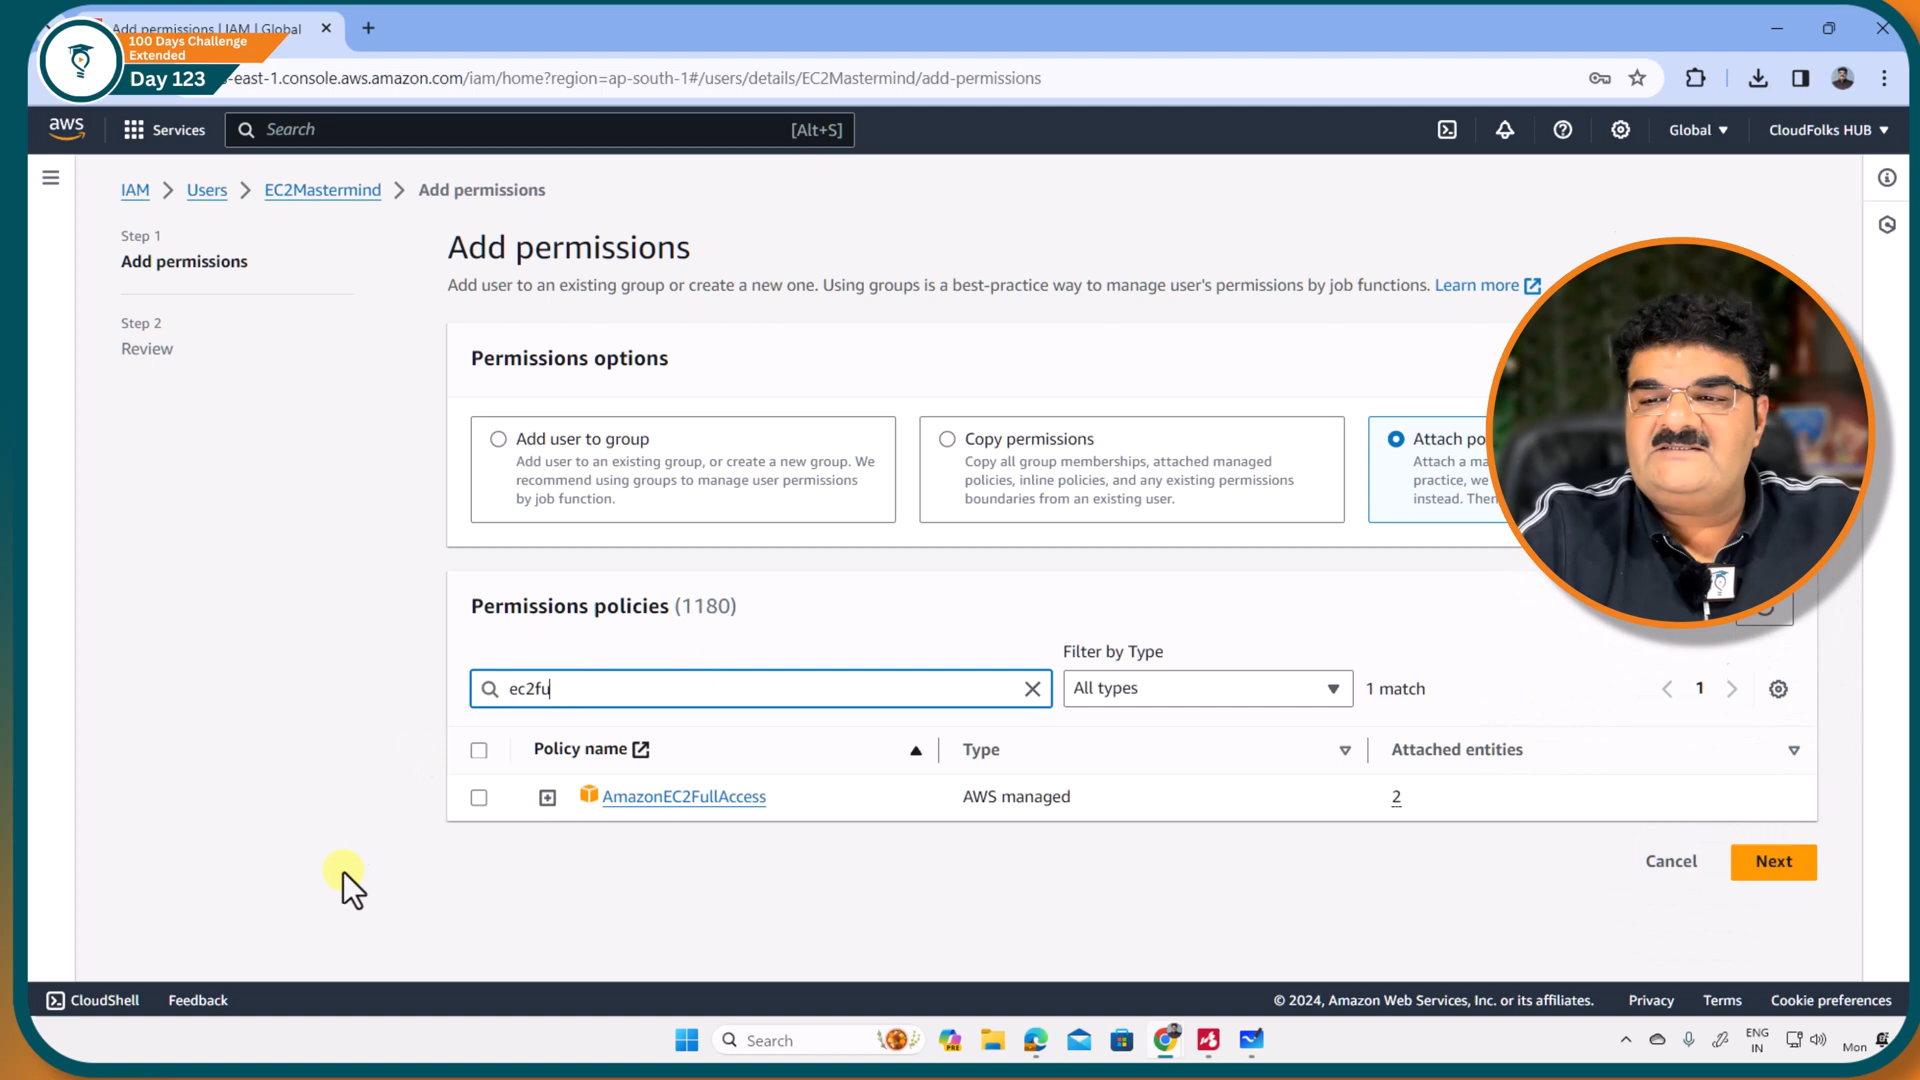 Add permissions | IAM | Global
100 Days Challenge
Extended
Day 123
-east-1.console.aws.amazon.com/iam/home?region=ap-south-1#/users/details/EC2Mastermind/add-permissions
aws
Services
Search
[Alt+S]
Global
CloudFolks HUB
IAM
Users
EC2Mastermind
Add permissions
Step 1
Add permissions
Step 2
Review
Add permissions
Add user to an existing group or create a new one. Using groups is a best-practice way to manage user's permissions by job functions. Learn more
Permissions options
Add user to group
Add user to an existing group, or create a new group. We
recommend using groups to manage user permissions
by job function.
Copy permissions
Copy all group memberships, attached managed
policies, inline policies, and any existing permissions
boundaries from an existing user.
Attach po
Attach a ma
practice, we
instead. Then
Permissions policies (1180)
Filter by Type
ec2fu
All types
1 match
1
Policy name
Type
Attached entities
AmazonEC2FullAccess
AWS managed
2
Cancel
Next
CloudShell
Feedback
© 2024, Amazon Web Services, Inc. or its affiliates.
Privacy
Terms
Cookie preferences
Search
PRE
ENG
IN
Mon